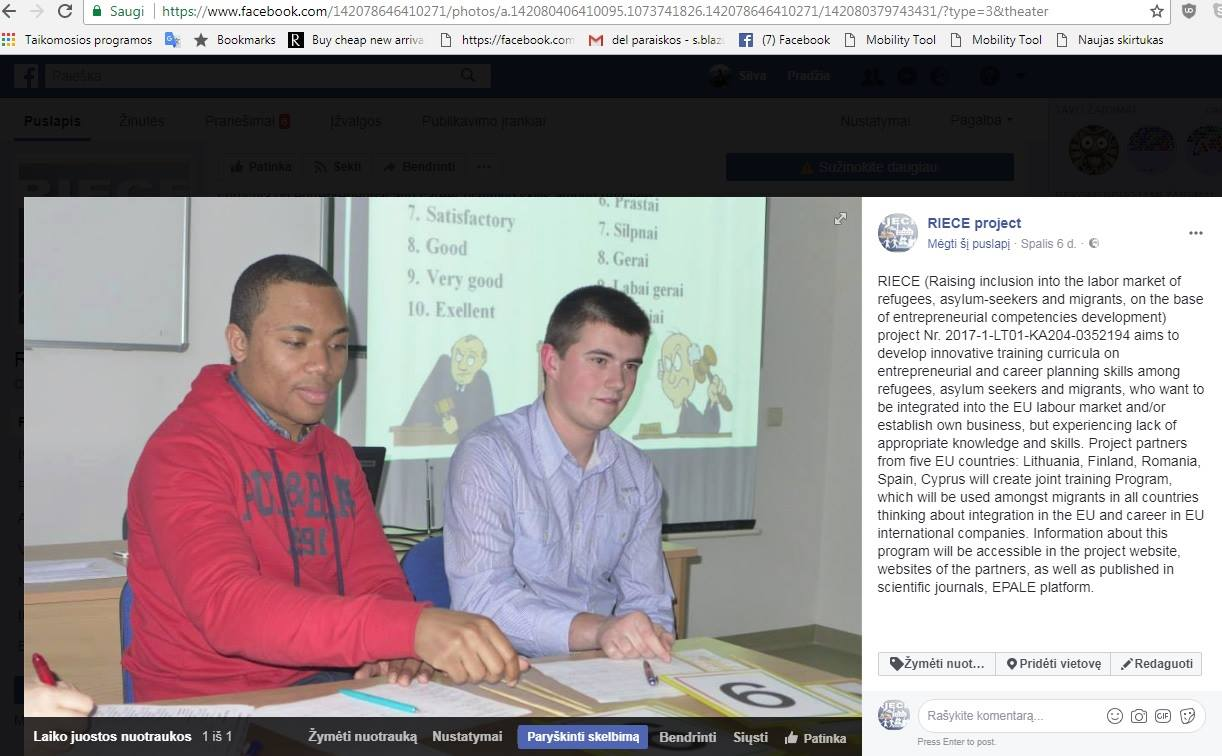 Saugi
https://www.facebook.com/142078646410271/photos/a.142080406410095.1073741826.142078646410271/142080379743431/?type=3&theater
Taikomosios programos Bookmarks Buy cheap new arriva https://facebook.com del paraiskos - s.blaz (7) Facebook Mobility Tool Mobility Tool Naujas skirtukas
Paieška Silva Pradžia
Puslapis Žinutės Pranešimai Įžvalgos Publikavimo įrankiai Nustatymai Pagalba
TAVO ŽAIDIMAI
Patinka Sekti Bendrinti ... Sužinokite daugiau
7. Satisfactory
8. Good
9. Very good
10. Exellent
6. Prastai
7. Silpnai
8. Gerai
9. Labai gerai
PULL&BEAR
6
RIECE project
Mėgti šį puslapį · Spalis 6 d. ·
RIECE (Raising inclusion into the labor market of
refugees, asylum-seekers and migrants, on the base
of entrepreneurial competencies development)
project Nr. 2017-1-LT01-KA204-0352194 aims to
develop innovative training curricula on
entrepreneurial and career planning skills among
refugees, asylum seekers and migrants, who want to
be integrated into the EU labour market and/or
establish own business, but experiencing lack of
appropriate knowledge and skills. Project partners
from five EU countries: Lithuania, Finland, Romania,
Spain, Cyprus will create joint training Program,
which will be used amongst migrants in all countries
thinking about integration in the EU and career in EU
international companies. Information about this
program will be accessible in the project website,
websites of the partners, as well as published in
scientific journals, EPALE platform.
Žymėti nuot... Pridėti vietovę Redaguoti
Rašykite komentarą...
GIF
Press Enter to post.
Laiko juostos nuotraukos 1 iš 1 Žymėti nuotrauką Nustatymai Paryškinti skelbimą Bendrinti Siųsti Patinka